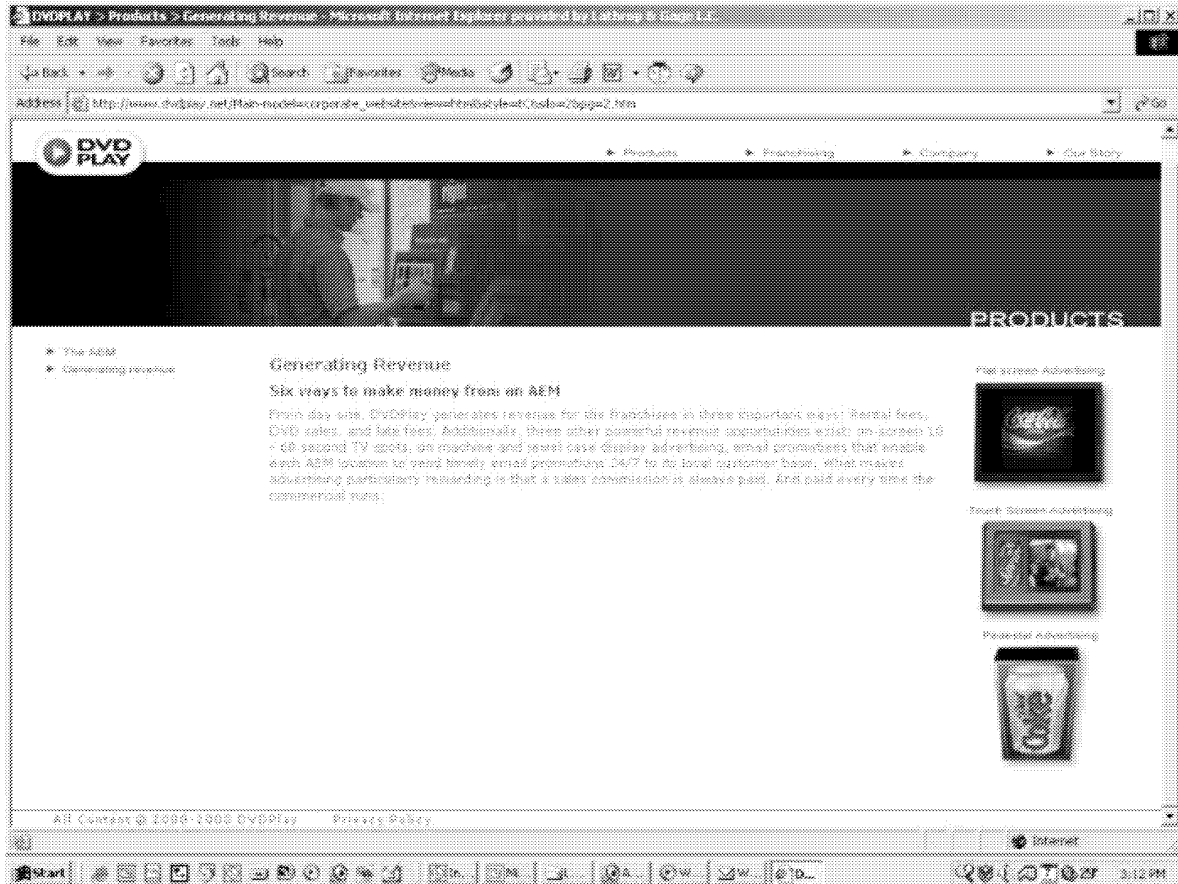 DVDPLAY > Products > Generating Revenue - Microsoft Internet Explorer provided by Lathrop & Gage L.C.
File Edit View Favorites Tools Help
Back Search Favorites Media
Address http://www.dvdplay.net/ Go
DVD PLAY
Products Franchising Company Our Story
PRODUCTS
The AEM
Generating revenue
Generating Revenue
Six ways to make money from an AEM
From day one, DVDPlay generates revenue for the franchisee in three important ways: Rental fees,
DVD sales, and late fees. Additionally, three other powerful revenue opportunities exist: on-screen 10
- 60 second TV spots, on machine and jewel case display advertising, email promotions that enable
each AEM location to send timely email promotions 24/7 to its local customer base. What makes
advertising particularly rewarding is that a sales commission is always paid. And paid every time the
commercial runs.
Flat screen Advertising
Touch Screen Advertising
Pedestal Advertising
Coke
All Content @ DVDPlay Privacy Policy
Internet
Start 3:12 PM